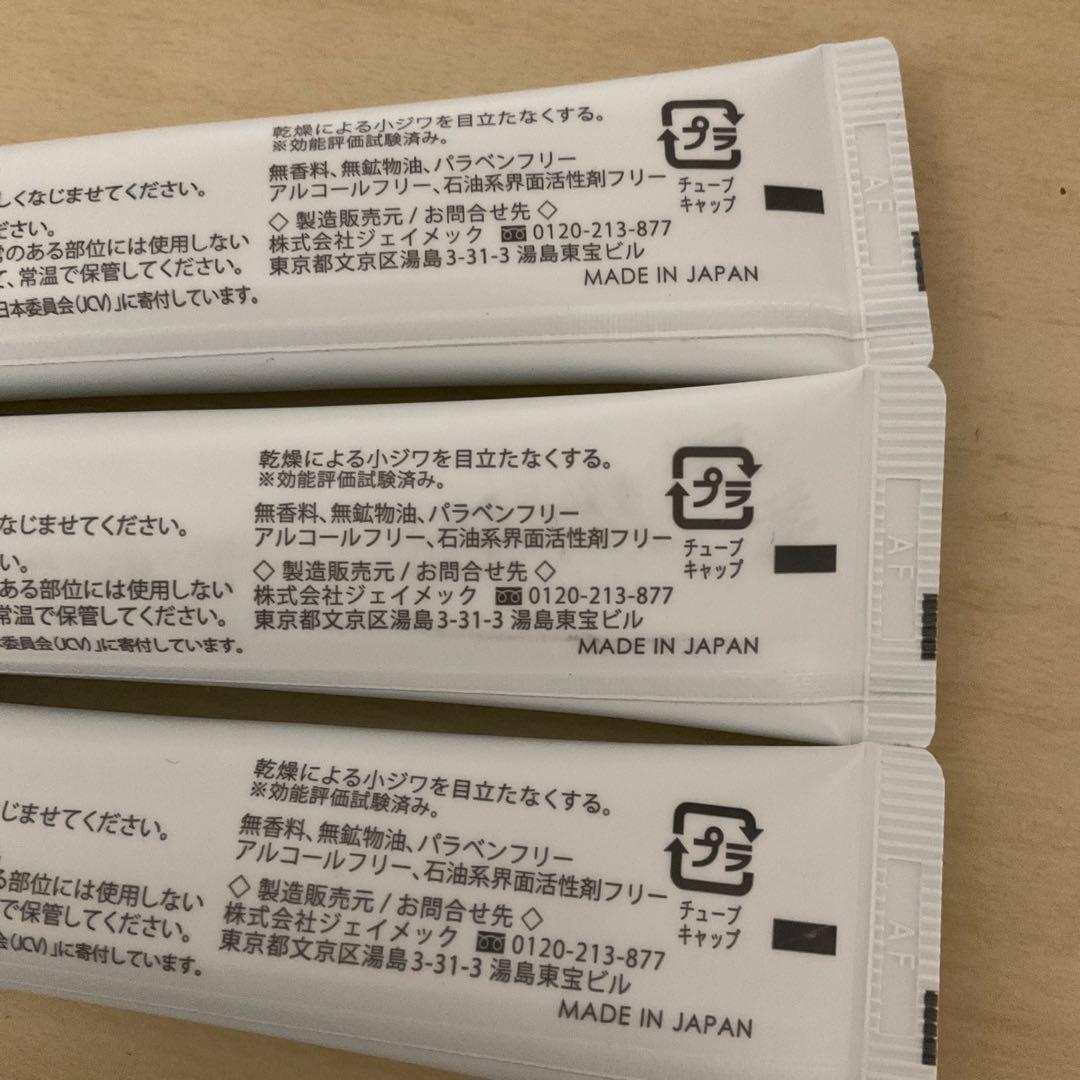 しくなじませてください。
ださい。
のある部位には使用しない
て、常温で保管してください。
日本委員会(JCV)」に寄付しています。
乾燥による小ジワを目立たなくする。
※効能評価試験済み。
無香料、無鉱物油、パラベンフリー
アルコールフリー、石油系界面活性剤フリー
◇ 製造販売元 / お問合せ先 ◇
株式会社ジェイメック 0120-213-877
東京都文京区湯島3-31-3 湯島東宝ビル
MADE IN JAPAN
プラ
チューブ
キャップ
AF
なじませてください。
い。
ある部位には使用しない
常温で保管してください。
委員会(JCV)」に寄付しています。
乾燥による小ジワを目立たなくする。
※効能評価試験済み。
無香料、無鉱物油、パラベンフリー
アルコールフリー、石油系界面活性剤フリー
◇ 製造販売元 / お問合せ先 ◇
株式会社ジェイメック 0120-213-877
東京都文京区湯島3-31-3 湯島東宝ビル
MADE IN JAPAN
プラ
チューブ
キャップ
AF
じませてください。
る部位には使用しない
で保管してください。
会(JCV)」に寄付しています。
乾燥による小ジワを目立たなくする。
※効能評価試験済み。
無香料、無鉱物油、パラベンフリー
アルコールフリー、石油系界面活性剤フリー
◇ 製造販売元 / お問合せ先 ◇
株式会社ジェイメック 0120-213-877
東京都文京区湯島3-31-3 湯島東宝ビル
MADE IN JAPAN
プラ
チューブ
キャップ
AF